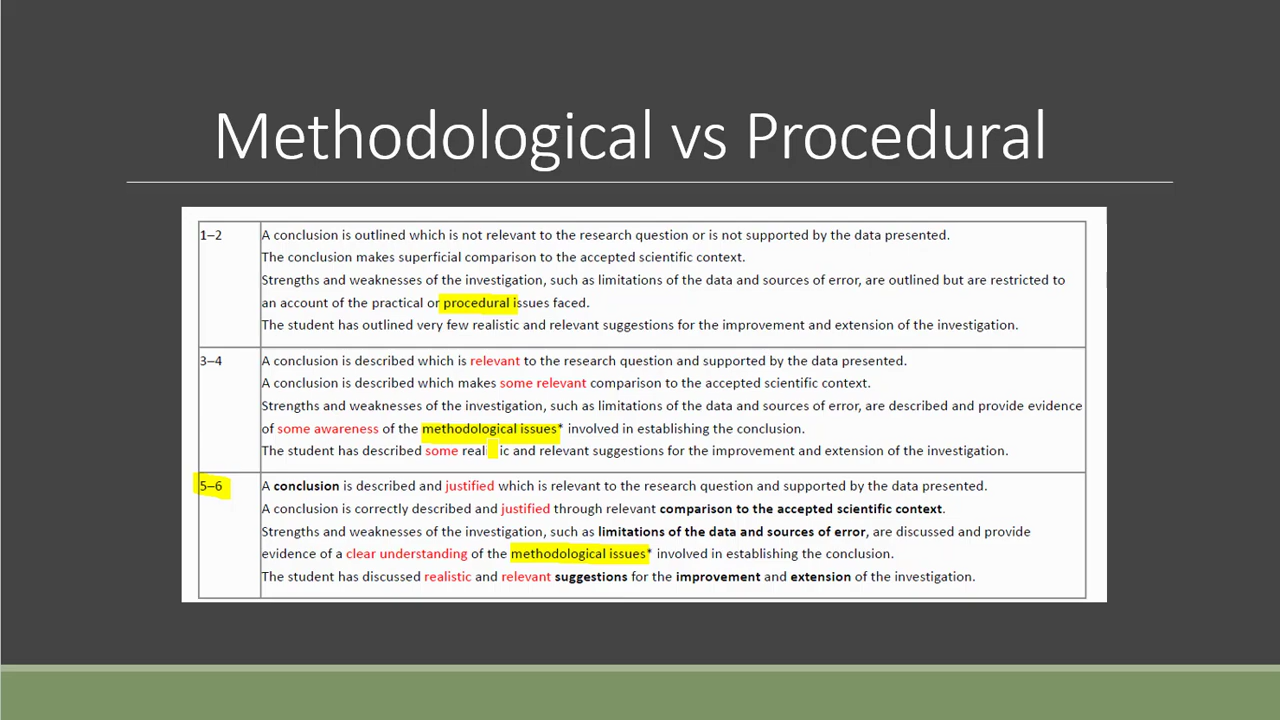 Methodological vs Procedural
1–2
A conclusion is outlined which is not relevant to the research question or is not supported by the data presented.
The conclusion makes superficial comparison to the accepted scientific context.
Strengths and weaknesses of the investigation, such as limitations of the data and sources of error, are outlined but are restricted to
an account of the practical or procedural issues faced.
The student has outlined very few realistic and relevant suggestions for the improvement and extension of the investigation.
3–4
A conclusion is described which is relevant to the research question and supported by the data presented.
A conclusion is described which makes some relevant comparison to the accepted scientific context.
Strengths and weaknesses of the investigation, such as limitations of the data and sources of error, are described and provide evidence
of some awareness of the methodological issues* involved in establishing the conclusion.
The student has described some and relevant suggestions for the improvement and extension of the investigation.
5–6
A conclusion is described and justified which is relevant to the research question and supported by the data presented.
A conclusion is correctly described and justified through relevant comparison to the accepted scientific context.
Strengths and weaknesses of the investigation, such as limitations of the data and sources of error, are discussed and provide
evidence of a clear understanding of the methodological issues* involved in establishing the conclusion.
The student has discussed realistic and relevant suggestions for the improvement and extension of the investigation.